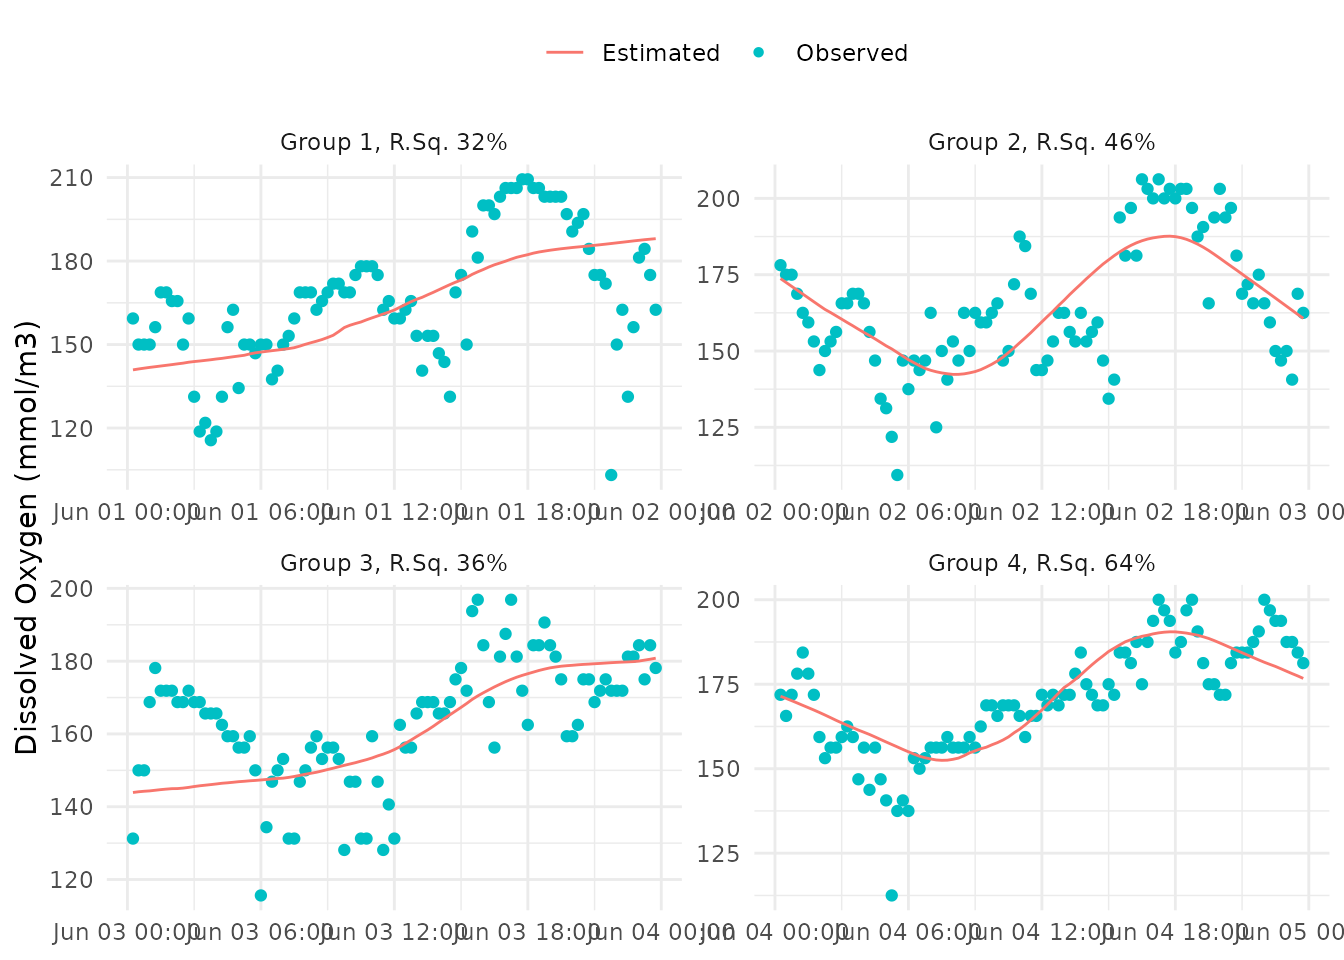 Estimated Observed
Group 1, R.Sq. 32% Group 2, R.Sq. 46%
210
180
150
120
200
175
150
125
Jun 01 00:00 Jun 01 06:00 Jun 01 12:00 Jun 01 18:00 Jun 02 00:00 Jun 02 00:00 Jun 02 06:00 Jun 02 12:00 Jun 02 18:00 Jun 03 00
Dissolved Oxygen (mmol/m3)
Group 3, R.Sq. 36% Group 4, R.Sq. 64%
200
180
160
140
120
200
175
150
125
Jun 03 00:00 Jun 03 06:00 Jun 03 12:00 Jun 03 18:00 Jun 04 00:00 Jun 04 00:00 Jun 04 06:00 Jun 04 12:00 Jun 04 18:00 Jun 05 00